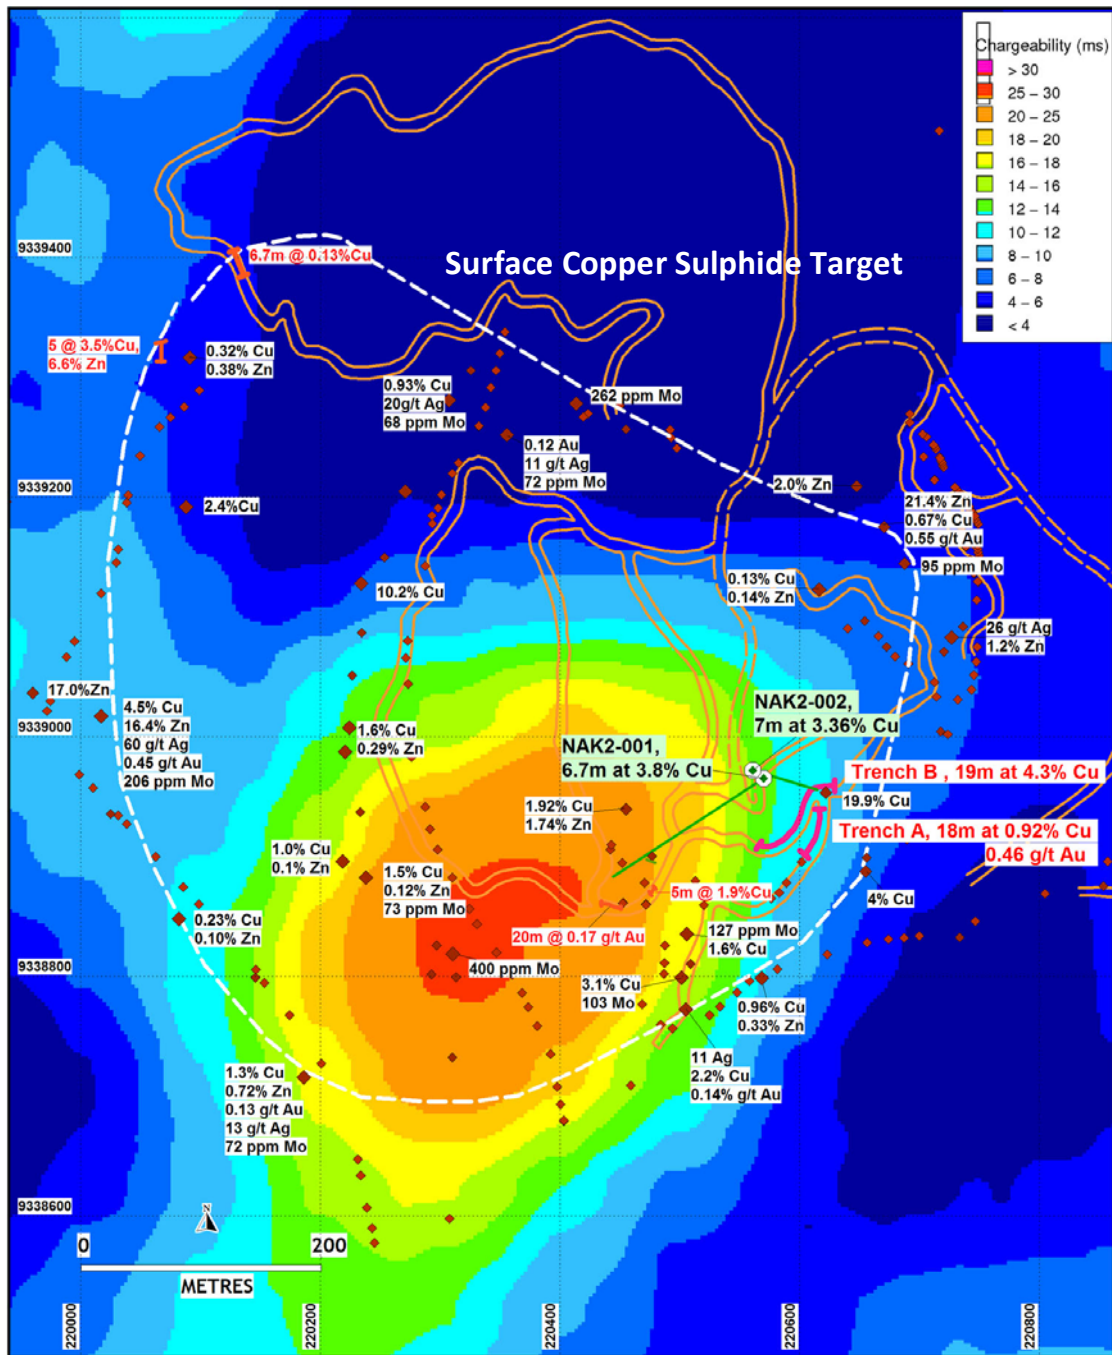 Chargeability (ms)
> 30
25 – 30
20 – 25
18 – 20
16 – 18
14 – 16
12 – 14
10 – 12
8 – 10
6 – 8
4 – 6
< 4
9339400
6.7m @ 0.13%Cu
Surface Copper Sulphide Target
5 @ 3.5%Cu,
6.6% Zn
0.32% Cu
0.38% Zn
0.93% Cu
20g/t Ag
68 ppm Mo
262 ppm Mo
0.12 Au
11 g/t Ag
72 ppm Mo
9339200
2.4%Cu
2.0% Zn
21.4% Zn
0.67% Cu
0.55 g/t Au
95 ppm Mo
10.2% Cu
0.13% Cu
0.14% Zn
26 g/t Ag
1.2% Zn
17.0%Zn
4.5% Cu
16.4% Zn
60 g/t Ag
0.45 g/t Au
206 ppm Mo
9339000
1.6% Cu
0.29% Zn
NAK2-002,
7m at 3.36% Cu
NAK2-001,
6.7m at 3.8% Cu
Trench B , 19m at 4.3% Cu
19.9% Cu
1.92% Cu
1.74% Zn
Trench A, 18m at 0.92% Cu
0.46 g/t Au
1.0% Cu
0.1% Zn
1.5% Cu
0.12% Zn
73 ppm Mo
5m @ 1.9%Cu
4% Cu
0.23% Cu
0.10% Zn
20m @ 0.17 g/t Au
127 ppm Mo
1.6% Cu
400 ppm Mo
9338800
3.1% Cu
103 Mo
0.96% Cu
0.33% Zn
11 Ag
2.2% Cu
0.14% g/t Au
1.3% Cu
0.72% Zn
0.13 g/t Au
13 g/t Ag
72 ppm Mo
9338600
N
0 200
METRES
220000
220200
220400
220600
220800